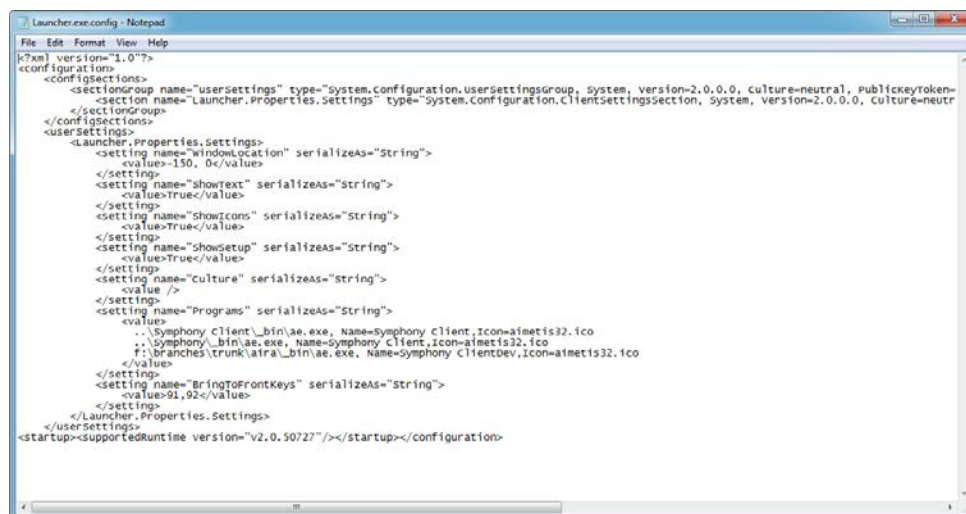 Launcher.exe.config - Notepad
File Edit Format View Help
<?xml version="1.0"?>
<configuration>
<configSections>
<sectionGroup name="userSettings" type="System.Configuration.UserSettingsGroup, System, Version=2.0.0.0, Culture=neutral, PublicKeyToken=
<section name="Launcher.Properties.Settings" type="System.Configuration.ClientSettingsSection, System, Version=2.0.0.0, Culture=neutr
</sectionGroup>
</configSections>
<userSettings>
<Launcher.Properties.Settings>
<setting name="WindowLocation" serializeAs="String">
<value>-150, 0</value>
</setting>
<setting name="ShowText" serializeAs="String">
<value>True</value>
</setting>
<setting name="ShowIcons" serializeAs="String">
<value>True</value>
</setting>
<setting name="ShowSetup" serializeAs="String">
<value>True</value>
</setting>
<setting name="Culture" serializeAs="String">
<value />
</setting>
<setting name="Programs" serializeAs="String">
<value>
..\Symphony Client\_bin\ae.exe, Name=Symphony Client,Icon=aimetis32.ico
..\Symphony\_bin\ae.exe, Name=Symphony Client,Icon=aimetis32.ico
f:\branches\trunk\aira\_bin\ae.exe, Name=Symphony ClientDev,Icon=aimetis32.ico
</value>
</setting>
<setting name="BringToFrontKeys" serializeAs="String">
<value>91,92</value>
</setting>
</Launcher.Properties.Settings>
</userSettings>
<startup><supportedRuntime version="v2.0.50727"/></startup></configuration>